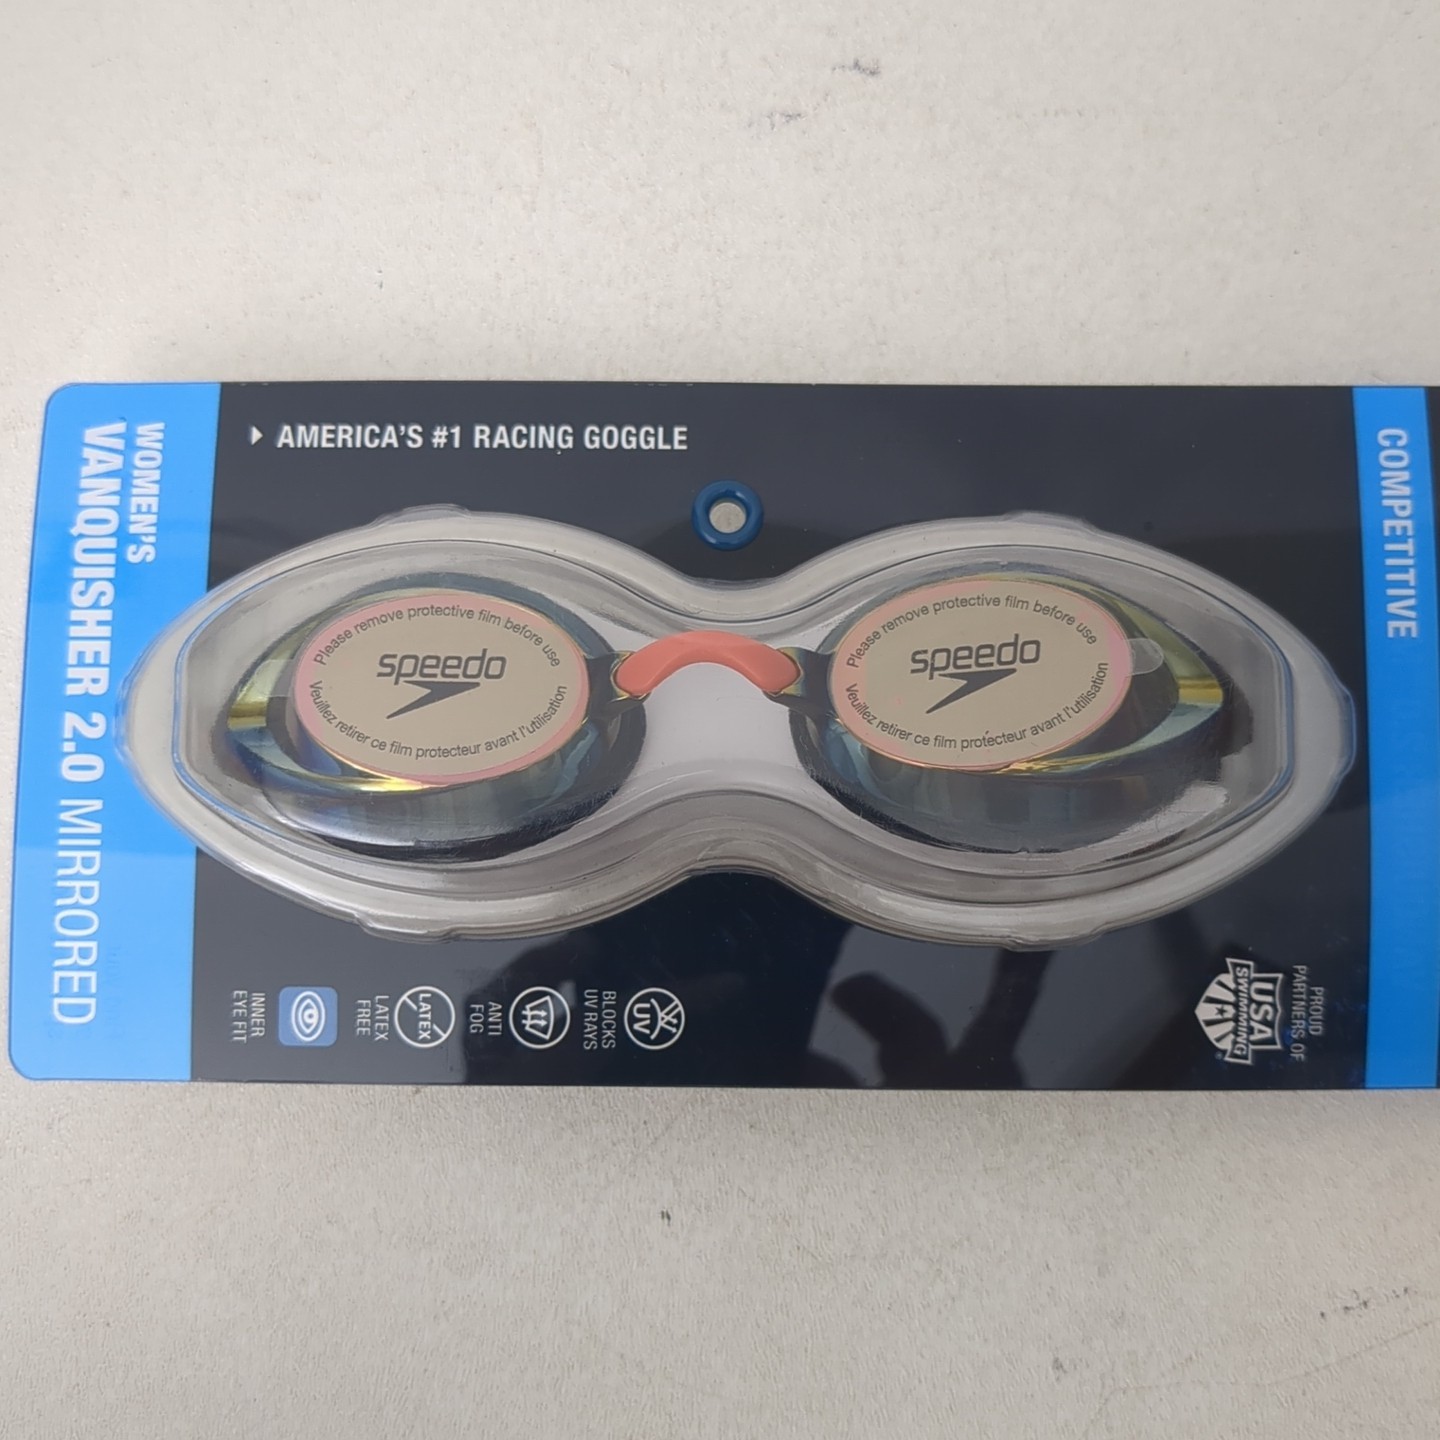 WOMEN'S
VANQUISHER 2.0 MIRRORED
AMERICA'S #1 RACING GOGGLE
COMPETITIVE
Please remove protective film before use
speedo
Veuillez retirer ce film protecteur avant l'utilisation
Please remove protective film before use
speedo
Veuillez retirer ce film protecteur avant l'utilisation
INNER
EYE FIT
LATEX
LATEX
FREE
ANTI
FOG
UV
BLOCKS
UV RAYS
PROUD
PARTNERS OF
USA
SWIMMING